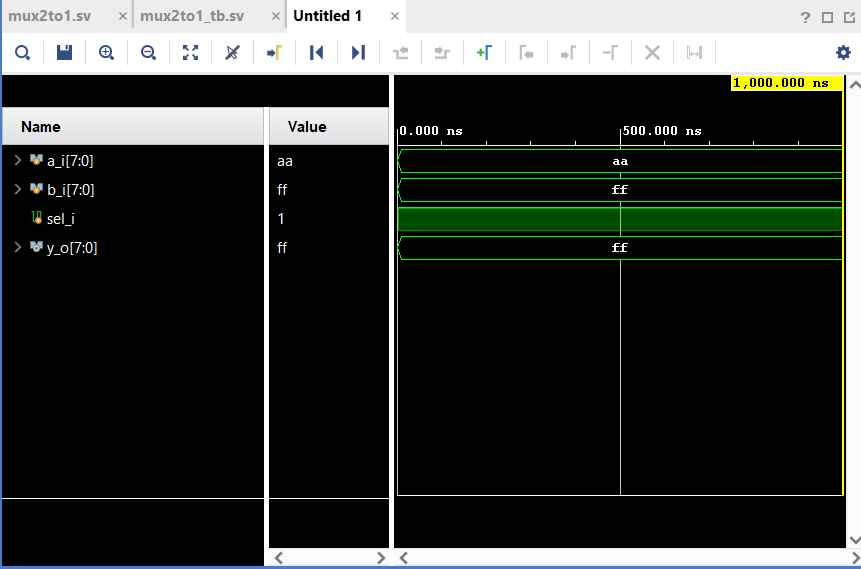 mux2to1.sv × mux2to1_tb.sv × Untitled 1 ×
1,000.000 ns
Name Value 0.000 ns 500.000 ns
a_i[7:0] aa aa
b_i[7:0] ff ff
sel_i 1
y_o[7:0] ff ff